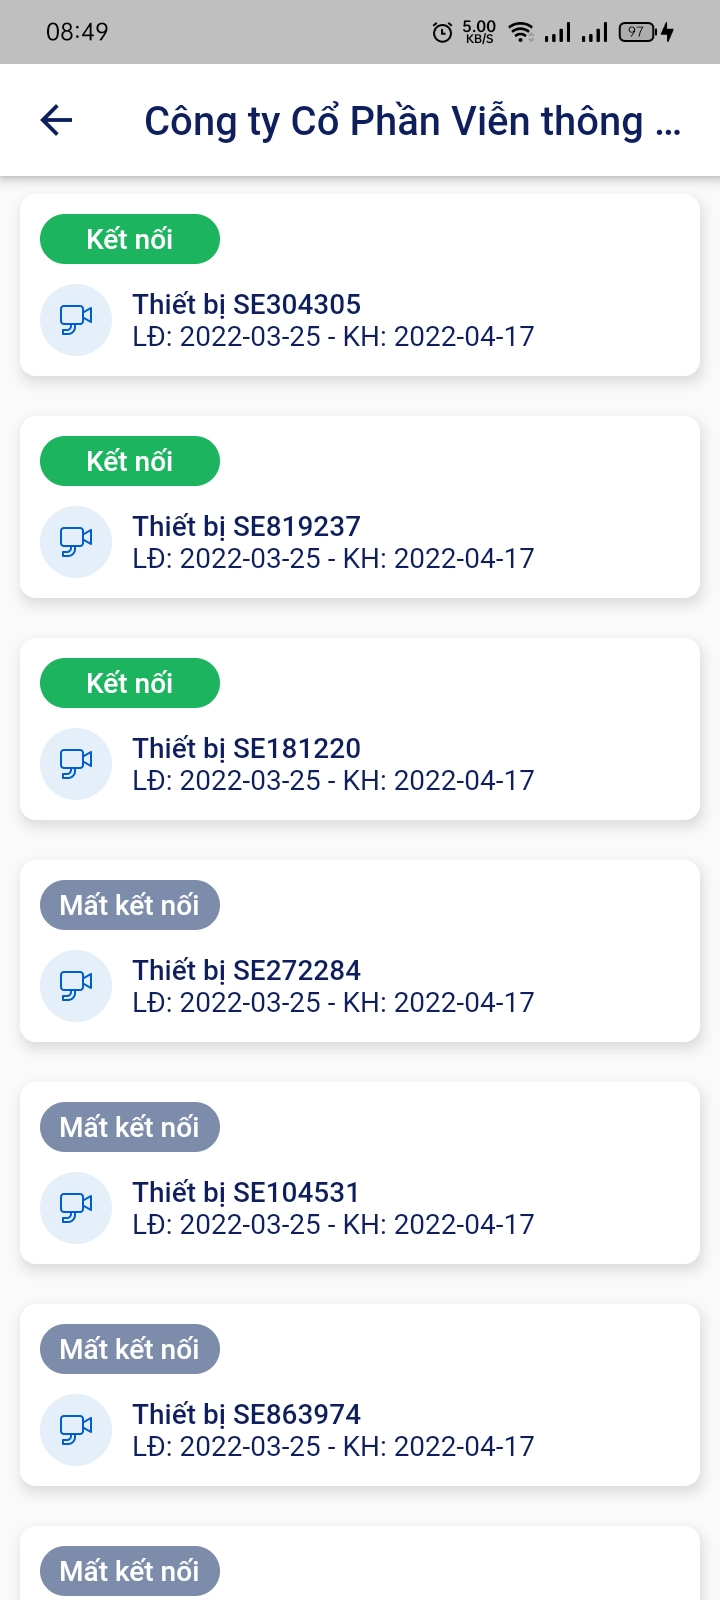 08:49
5.00
KB/S
97
Công ty Cổ Phần Viễn thông ...
Kết nối
Thiết bị SE304305
LĐ: 2022-03-25 - KH: 2022-04-17
Kết nối
Thiết bị SE819237
LĐ: 2022-03-25 - KH: 2022-04-17
Kết nối
Thiết bị SE181220
LĐ: 2022-03-25 - KH: 2022-04-17
Mất kết nối
Thiết bị SE272284
LĐ: 2022-03-25 - KH: 2022-04-17
Mất kết nối
Thiết bị SE104531
LĐ: 2022-03-25 - KH: 2022-04-17
Mất kết nối
Thiết bị SE863974
LĐ: 2022-03-25 - KH: 2022-04-17
Mất kết nối